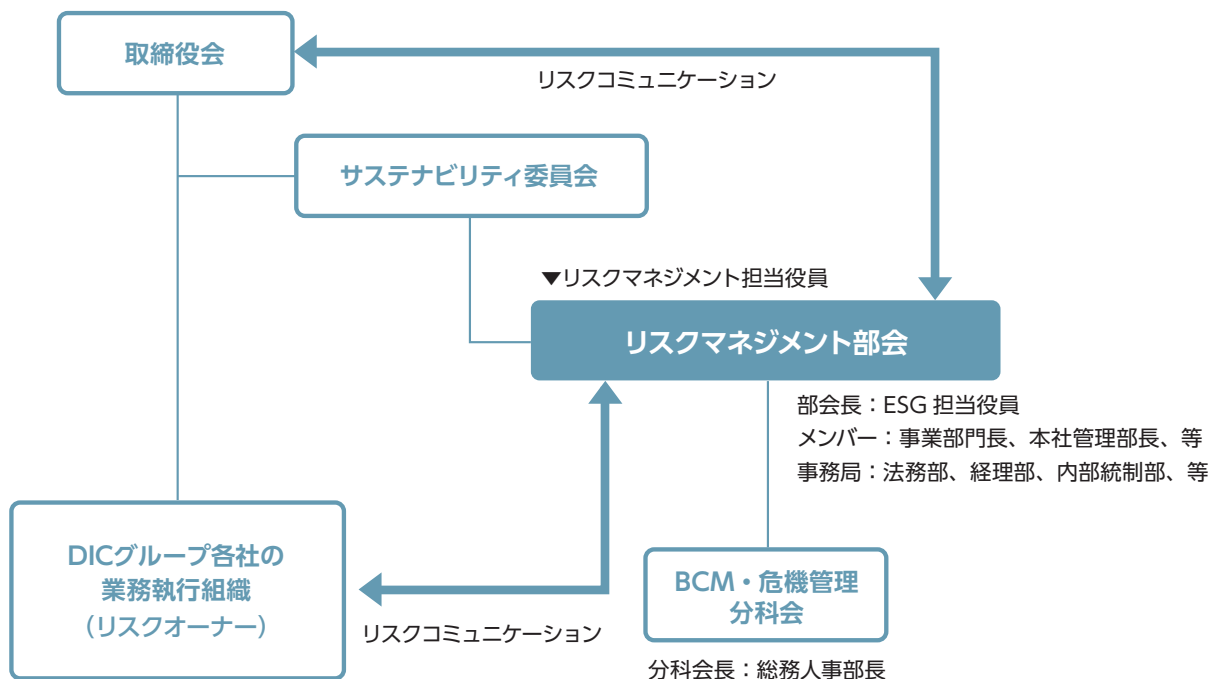 取締役会
リスクコミュニケーション
サステナビリティ委員会
▼リスクマネジメント担当役員
リスクマネジメント部会
部会長：ESG 担当役員
メンバー：事業部門長、本社管理部長、等
事務局：法務部、経理部、内部統制部、等
DICグループ各社の
業務執行組織
（リスクオーナー）
リスクコミュニケーション
BCM・危機管理
分科会
分科会長：総務人事部長